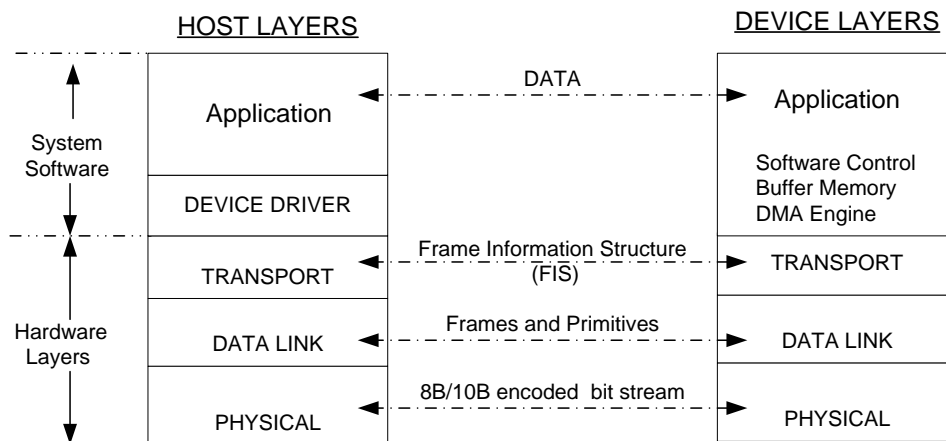 HOST LAYERS
DEVICE LAYERS
DATA
Application
Application
System
Software
Software Control
Buffer Memory
DMA Engine
DEVICE DRIVER
Frame Information Structure
(FIS)
TRANSPORT
TRANSPORT
Frames and Primitives
Hardware
Layers
DATA LINK
DATA LINK
8B/10B encoded bit stream
PHYSICAL
PHYSICAL